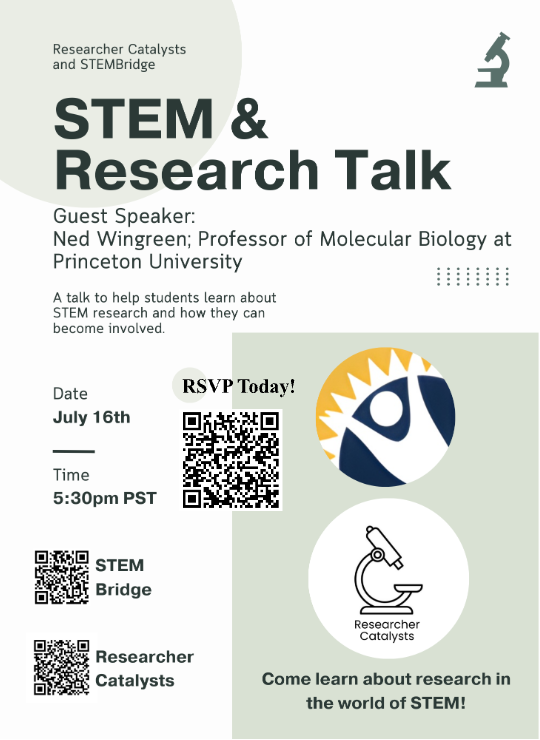 Researcher Catalysts
and STEMBridge
STEM &
Research Talk
Guest Speaker:
Ned Wingreen; Professor of Molecular Biology at
Princeton University
A talk to help students learn about
STEM research and how they can
become involved.
RSVP Today!
Date
July 16th
Time
5:30pm PST
STEM
Bridge
Researcher
Catalysts
Researcher
Catalysts
Come learn about research in
the world of STEM!